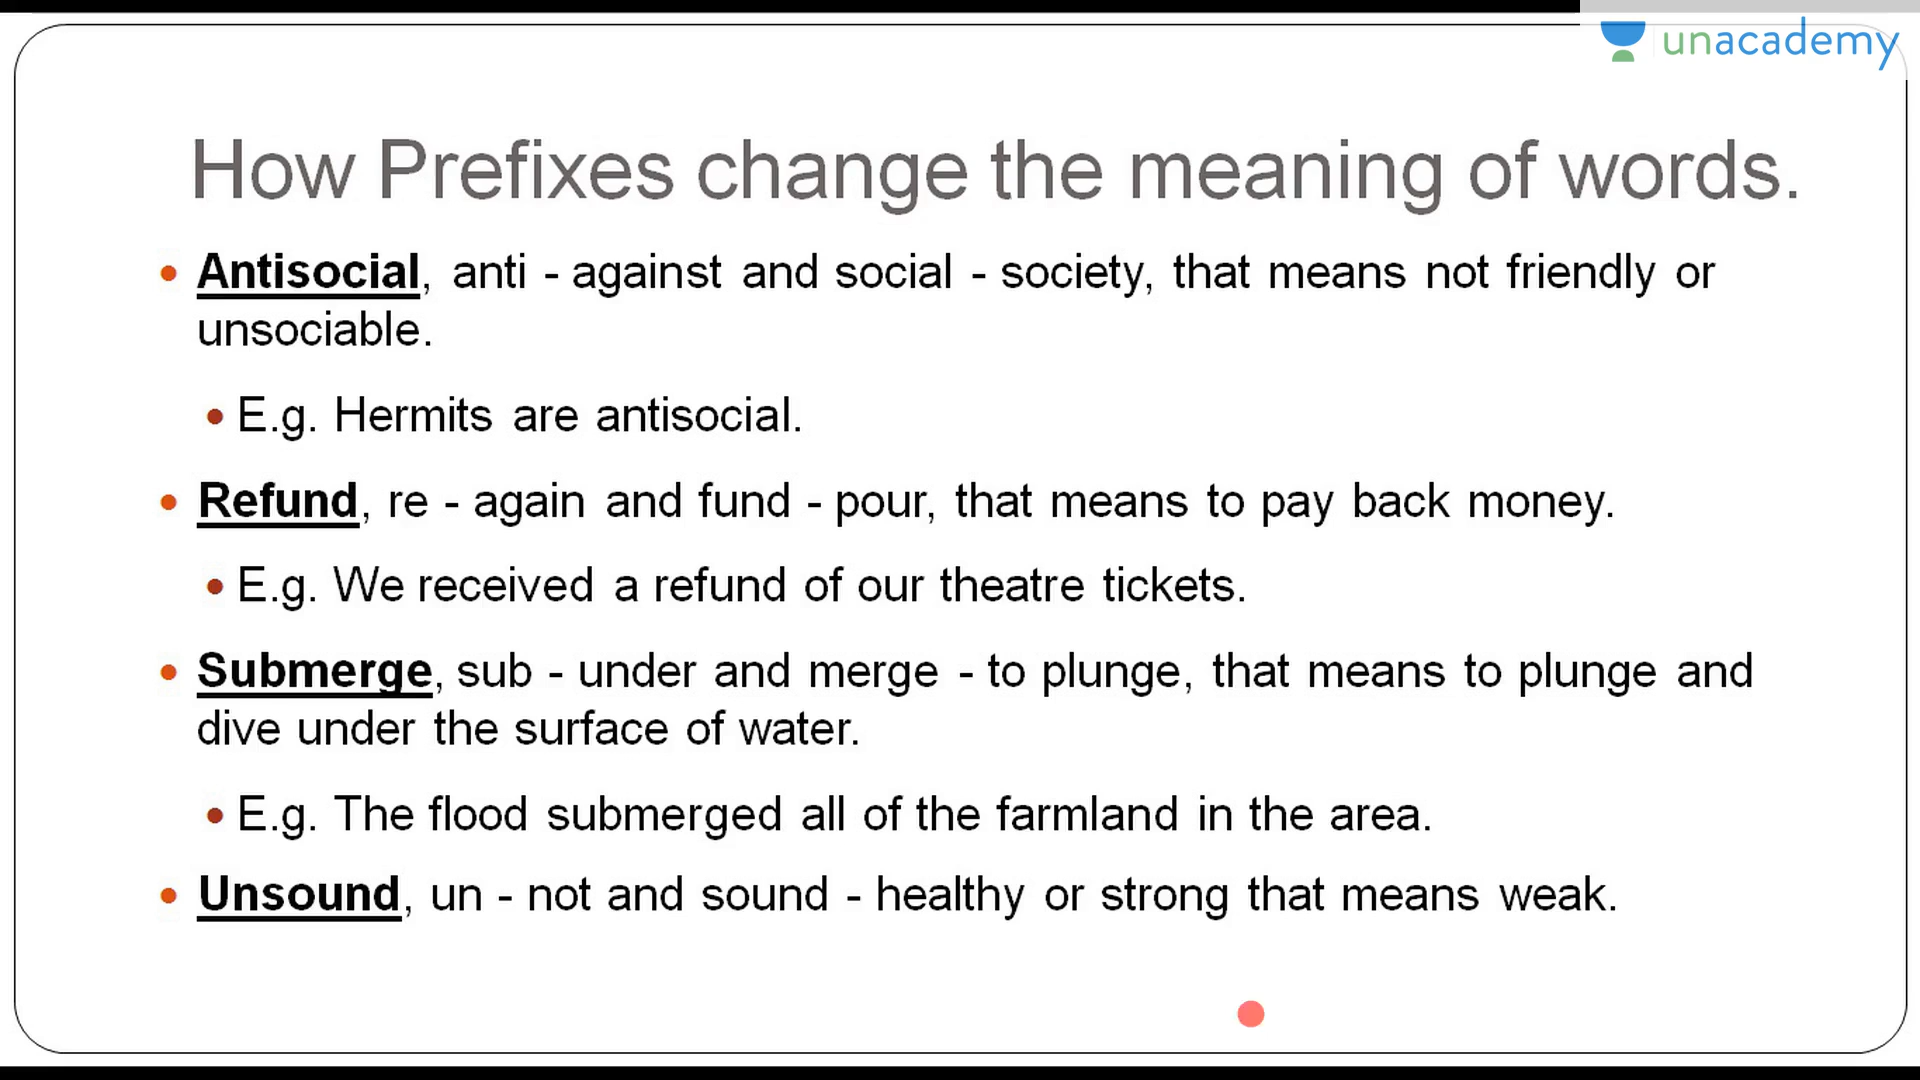 unacademy
How Prefixes change the meaning of words.
Antisocial, anti - against and social - society, that means not friendly or
unsociable.
E.g. Hermits are antisocial.
Refund, re - again and fund - pour, that means to pay back money.
E.g. We received a refund of our theatre tickets.
Submerge, sub - under and merge - to plunge, that means to plunge and
dive under the surface of water.
E.g. The flood submerged all of the farmland in the area.
Unsound, un - not and sound - healthy or strong that means weak.